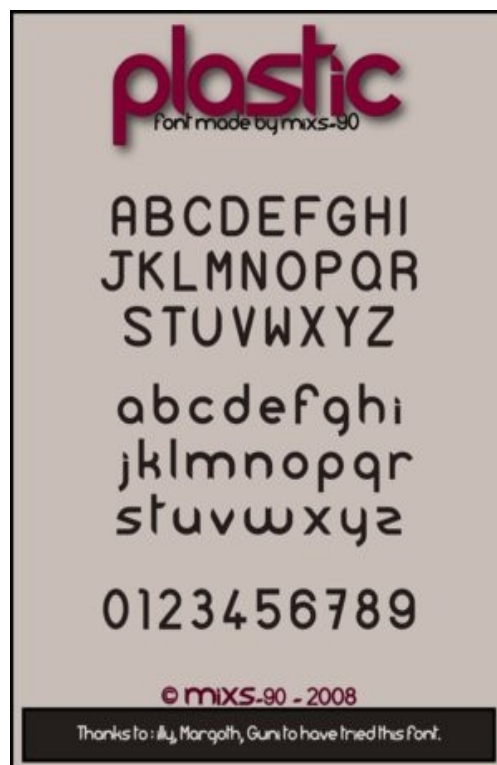 plastic
font made by mixs-90
ABCDEFGHI
JKLMNOPQR
STUVWXYZ
abcdefghi
jklmnopqr
stuvwxyz
0123456789
© mixs-90 - 2008
Thanks to : illy, Margoth, Guni to have tried this font.